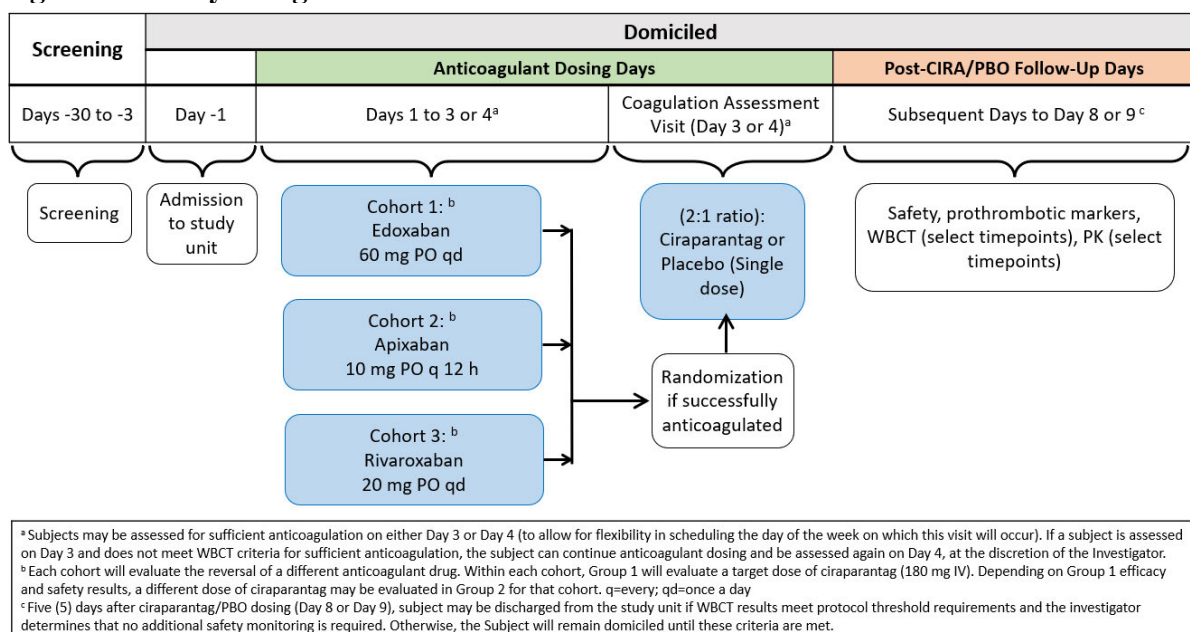 Screening
Domiciled
Anticoagulant Dosing Days
Post-CIRA/PBO Follow-Up Days
Days -30 to -3
Day -1
Days 1 to 3 or 4ᵃ
Coagulation Assessment
Visit (Day 3 or 4)ᵃ
Subsequent Days to Day 8 or 9 ᶜ
Screening
Admission
to study
unit
Cohort 1: ᵇ
Edoxaban
60 mg PO qd
Cohort 2: ᵇ
Apixaban
10 mg PO q 12 h
Cohort 3: ᵇ
Rivaroxaban
20 mg PO qd
(2:1 ratio):
Ciraparantag or
Placebo (Single
dose)
Randomization
if successfully
anticoagulated
Safety, prothrombotic markers,
WBCT (select timepoints), PK (select
timepoints)
ᵃ Subjects may be assessed for sufficient anticoagulation on either Day 3 or Day 4 (to allow for flexibility in scheduling the day of the week on which this visit will occur). If a subject is assessed
on Day 3 and does not meet WBCT criteria for sufficient anticoagulation, the subject can continue anticoagulant dosing and be assessed again on Day 4, at the discretion of the Investigator.
ᵇ Each cohort will evaluate the reversal of a different anticoagulant drug. Within each cohort, Group 1 will evaluate a target dose of ciraparantag (180 mg IV). Depending on Group 1 efficacy
and safety results, a different dose of ciraparantag may be evaluated in Group 2 for that cohort. q=every; qd=once a day
ᶜ Five (5) days after ciraparantag/PBO dosing (Day 8 or Day 9), subject may be discharged from the study unit if WBCT results meet protocol threshold requirements and the investigator
determines that no additional safety monitoring is required. Otherwise, the Subject will remain domiciled until these criteria are met.